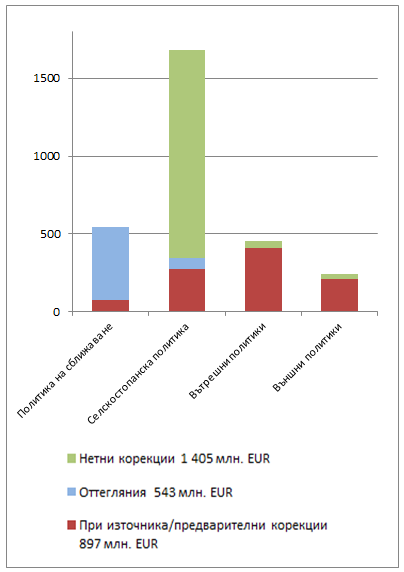 1500
1000
500
0
Политика на сближаване
Селскостопанска политика
Вътрешни политики
Външни политики
Нетни корекции 1 405 млн. EUR
Оттегляния 543 млн. EUR
При източника/предварителни корекции
897 млн. EUR